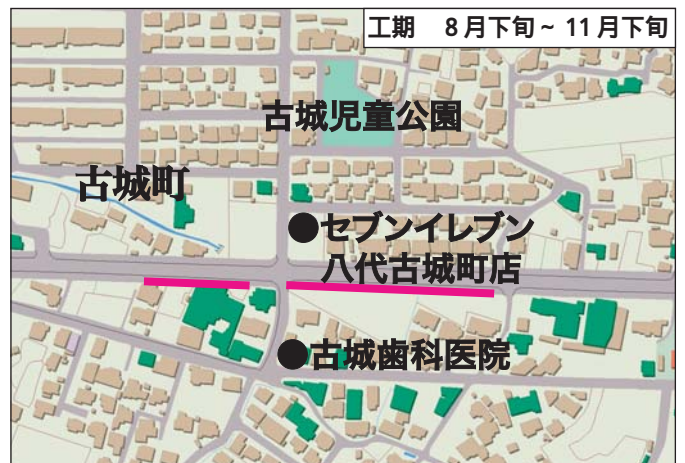 工期 8月下旬~11月下旬
古城児童公園
古城町
●セブンイレブン
八代古城町店
●古城歯科医院